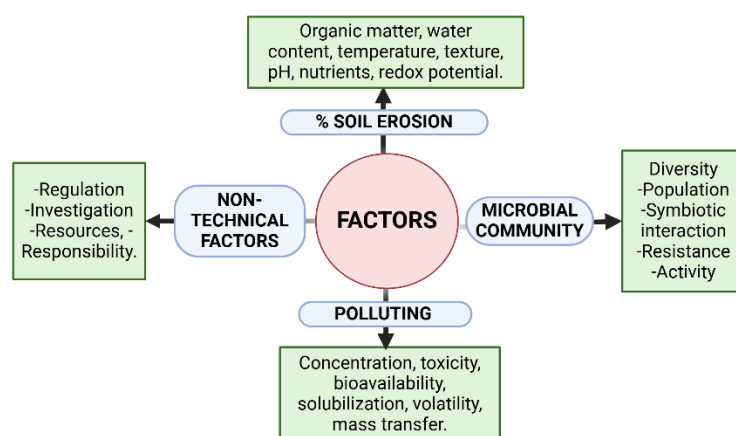 Organic matter, water
content, temperature, texture,
pH, nutrients, redox potential.
% SOIL EROSION
-Regulation
-Investigation
-Resources, -
Responsibility.
NON-
TECHNICAL
FACTORS
FACTORS
MICROBIAL
COMMUNITY
Diversity
-Population
-Symbiotic
interaction
-Resistance
-Activity
POLLUTING
Concentration, toxicity,
bioavailability,
solubilization, volatility,
mass transfer.